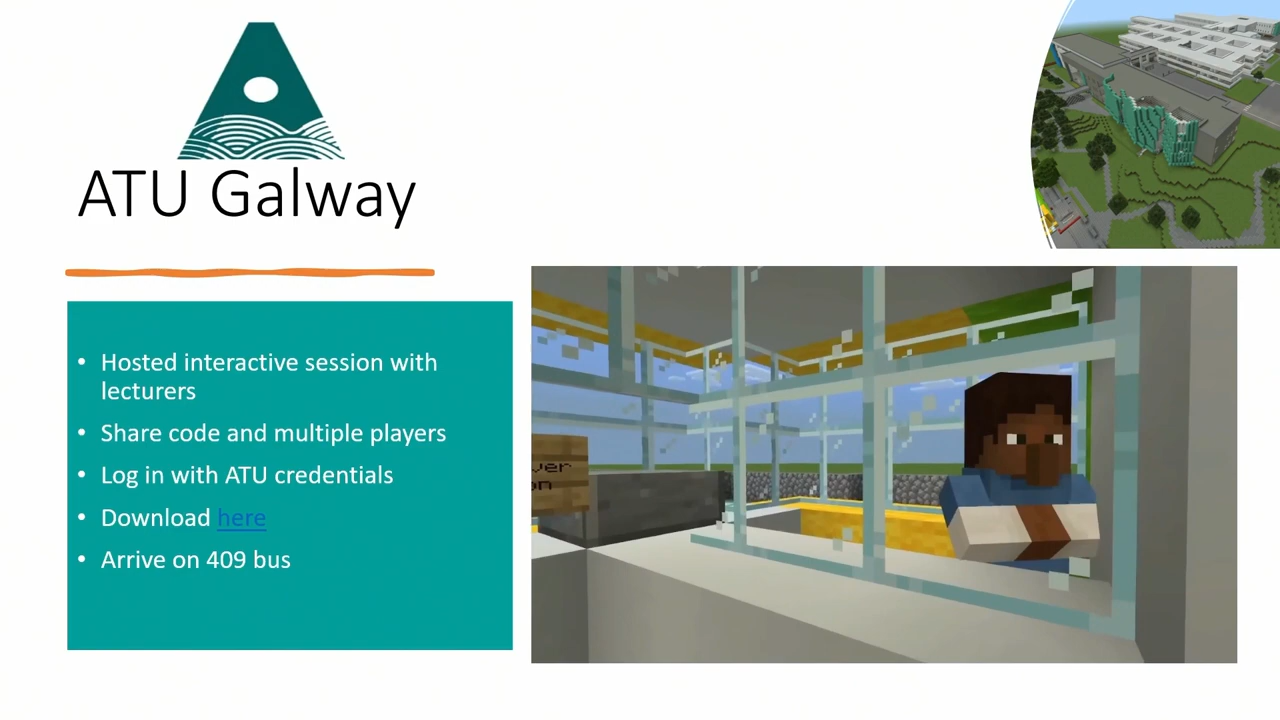 ATU Galway
• Hosted interactive session with
lecturers
• Share code and multiple players
• Log in with ATU credentials
• Download here
• Arrive on 409 bus